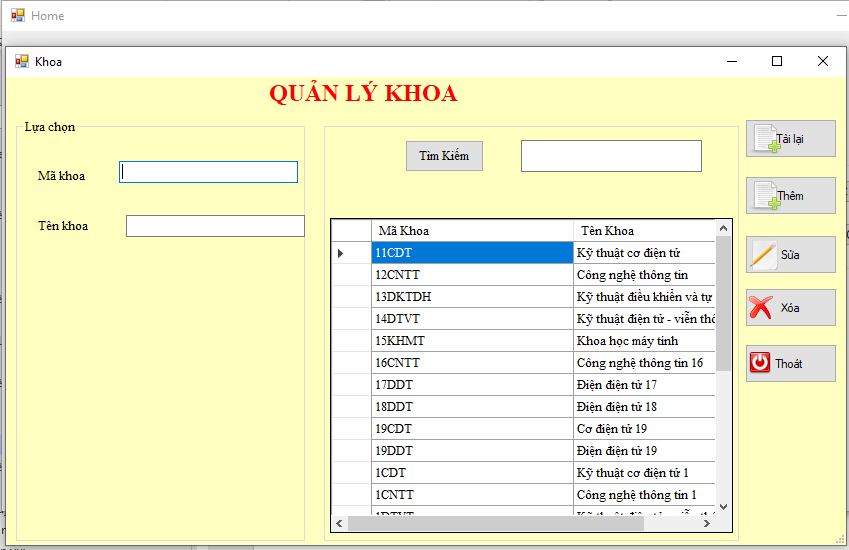 Home
Khoa
QUẢN LÝ KHOA
Lựa chọn
Mã khoa
Tên khoa
Tìm Kiếm
Mã Khoa Tên Khoa
11CDT Kỹ thuật cơ điện tử
12CNTT Công nghệ thông tin
13DKTDH Kỹ thuật điều khiển và tự
14DTVT Kỹ thuật điện tử - viễn thô
15KHMT Khoa học máy tính
16CNTT Công nghệ thông tin 16
17DDT Điện điện tử 17
18DDT Điện điện tử 18
19CDT Cơ điện tử 19
19DDT Điện điện tử 19
1CDT Kỹ thuật cơ điện tử 1
1CNTT Công nghệ thông tin 1
1DTVT
Tải lại
Thêm
Sửa
Xóa
Thoát